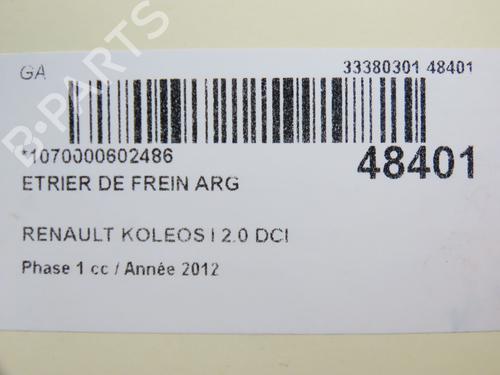 GA 33380301 48401
*1070000602486 48401
ETRIER DE FREIN ARG
RENAULT KOLEOS I 2.0 DCI
Phase 1 cc / Année 2012
B-PARTS